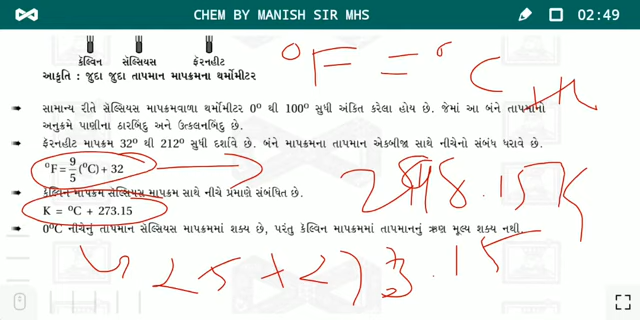 CHEM BY MANISH SIR MHS
02:49
કેલ્વિન સેલ્સિયસ ફેરનહીટ
આકૃતિ : જુદા જુદા તાપમાન માપક્રમના થર્મોમીટર
°F = °C
સામાન્ય રીતે સેલ્સિયસ માપક્રમવાળા થર્મોમીટર 0° થી 100° સુધી અંકિત કરેલા હોય છે. જેમાં આ બંને તાપમાનો
અનુક્રમે પાણીના ઠારબિંદુ અને ઉત્કલનબિંદુ છે.
ફેરનહીટ માપક્રમ 32° થી 212° સુધી દર્શાવે છે. બંને માપક્રમના તાપમાન એકબીજા સાથે નીચેનો સંબંધ ધરાવે છે.
°F = 9/5 (°C) + 32
કેલ્વિન માપક્રમ સેલ્સિયસ માપક્રમ સાથે નીચે પ્રમાણે સંબંધિત છે.
K = °C + 273.15
0°C નીચેનું તાપમાન સેલ્સિયસ માપક્રમમાં શક્ય છે, પરંતુ કેલ્વિન માપક્રમમાં તાપમાનનું ઋણ મૂલ્ય શક્ય નથી.
25 + 273.15